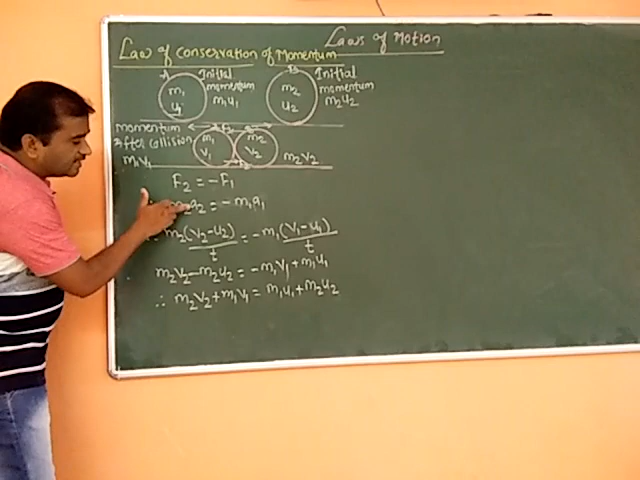 Laws of Motion
Law of Conservation of Momentum
A Initial momentum m₁u₁
m₁
u₁
B Initial momentum m₂u₂
m₂
u₂
momentum after collision
m₁v₁
m₁
v₁
m₂
v₂
m₂v₂
F₂ = -F₁
m₂a₂ = -m₁a₁
m₂(v₂-u₂)/t = -m₁(v₁-u₁)/t
m₂v₂-m₂u₂ = -m₁v₁+m₁u₁
∴ m₂v₂+m₁v₁ = m₁u₁+m₂u₂